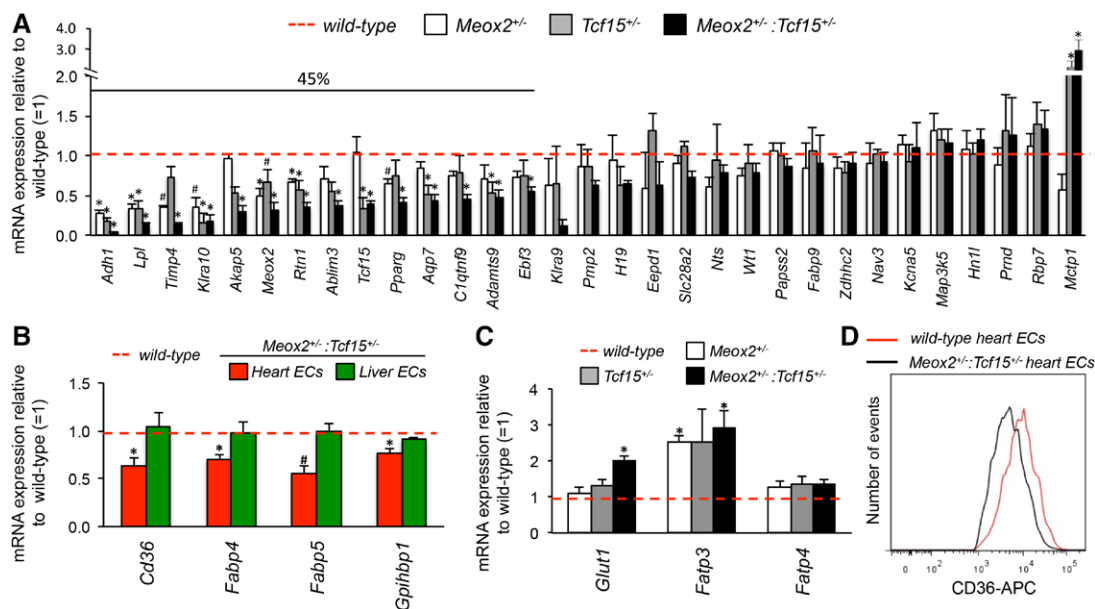 A
wild-type Meox2+/- Tcf15+/- Meox2+/- :Tcf15+/-
mRNA expression relative to
wild-type (=1)
4.0
3.0
2.0
1.5
1.0
0.5
0.0
45%
* * * * * * # * # * * * # * * * * * * * * * * * # * * * * * * * * * *
Adh1 Lpl Timp4 Klra10 Akap5 Meox2 Rtn1 Ablim3 Tcf15 Pparg Aqp7 C1qtnf9 Adamts9 Ebf3 Klra9 Pmp2 H19 Eepd1 Slc28a2 Nts Wt1 Papss2 Fabp9 Zdhhc2 Nav3 Kcna5 Map3k5 Hn1l Prnd Rbp7 Mctp1
B
wild-type
Meox2+/- :Tcf15+/-
Heart ECs Liver ECs
mRNA expression relative
to wild-type (=1)
1.5
1.0
0.5
0.0
* * # *
Cd36 Fabp4 Fabp5 Gpihbp1
C
wild-type Meox2+/-
Tcf15+/- Meox2+/- :Tcf15+/-
mRNA expression relative
to wild-type (=1)
4
3
2
1
0
* * *
Glut1 Fatp3 Fatp4
D
wild-type heart ECs
Meox2+/-:Tcf15+/- heart ECs
Number of events
0 10² 10³ 10⁴ 10⁵
CD36-APC